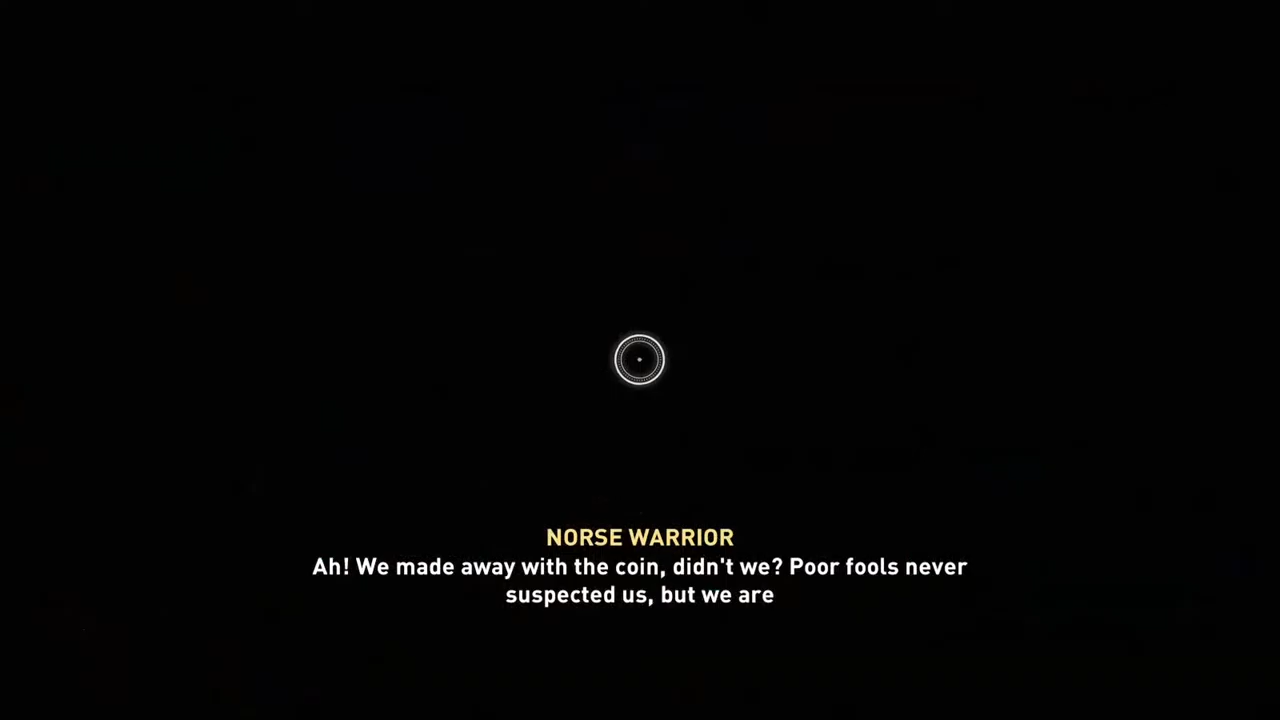 NORSE WARRIOR
Ah! We made away with the coin, didn't we? Poor fools never
suspected us, but we are